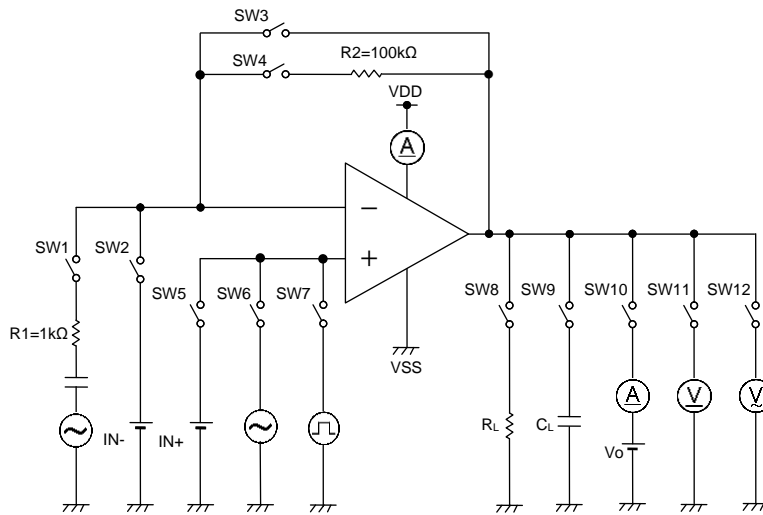 SW3
SW4
R2=100kΩ
VDD
A
−
+
SW1
SW2
SW5
SW6
SW7
SW8
SW9
SW10
SW11
SW12
R1=1kΩ
VSS
A
V
V
IN-
IN+
RL
CL
Vo